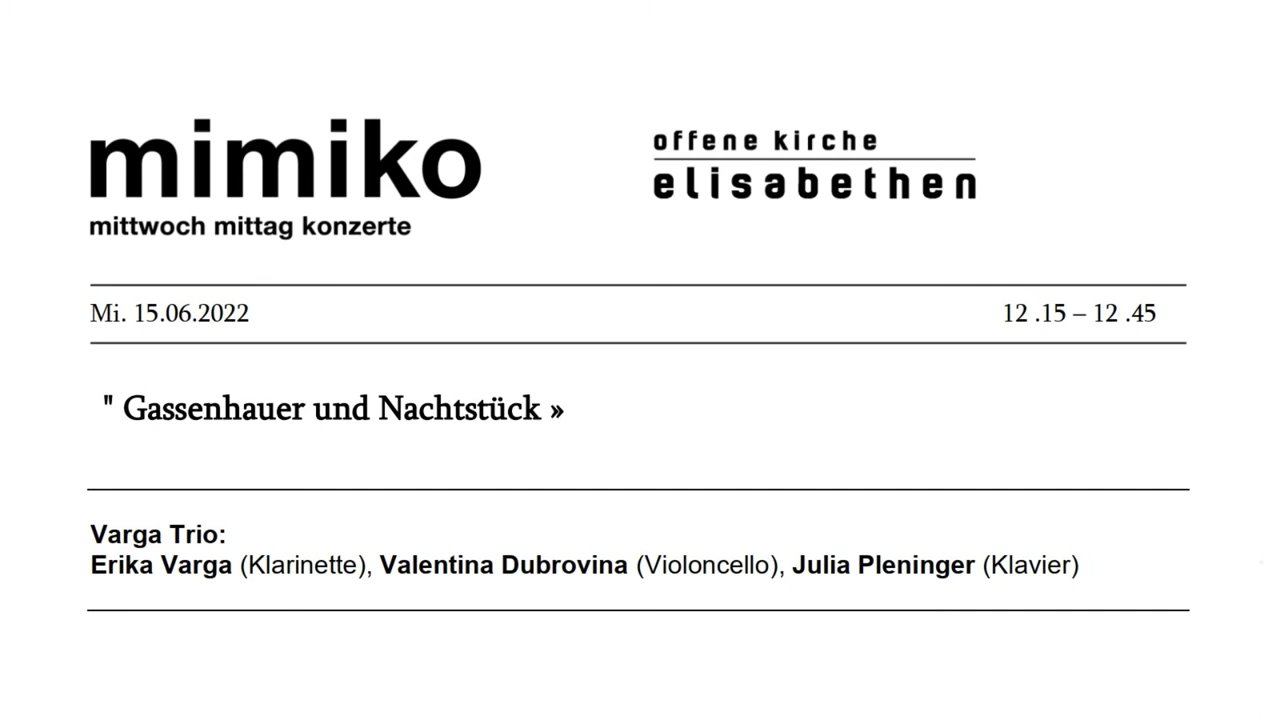 mimiko
mittwoch mittag konzerte
offene kirche
elisabethen
Mi. 15.06.2022 12 .15 – 12 .45
" Gassenhauer und Nachtstück »
Varga Trio:
Erika Varga (Klarinette), Valentina Dubrovina (Violoncello), Julia Pleninger (Klavier)